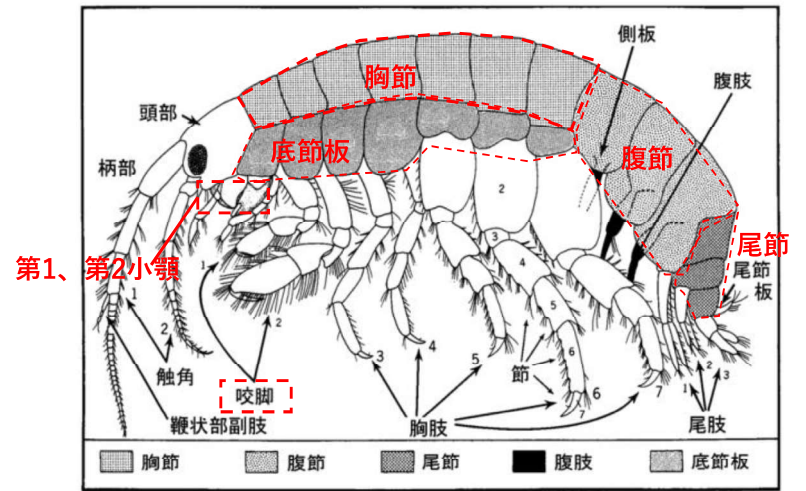 側板
腹肢
胸節
頭部
底節板
腹節
柄部
2
第1、第2小顎
尾節
尾節
板
3
4
1
1
2
2
5
節
6
3
4
5
6
7
7
1
2
3
触角
咬脚
鞭状部副肢
胸肢
尾肢
胸節
腹節
尾節
腹肢
底節板